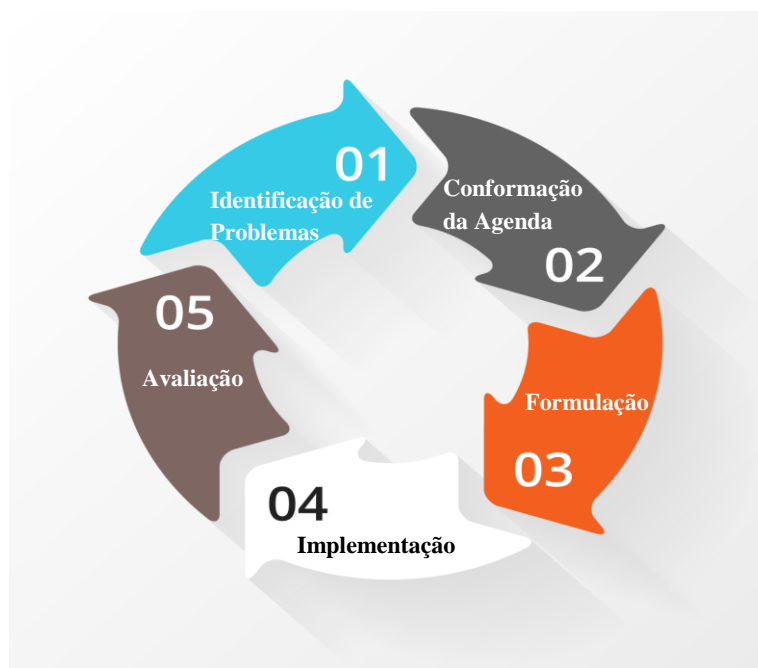 01
Identificação de
Problemas
Conformação
da Agenda
02
Formulação
03
04
Implementação
05
Avaliação